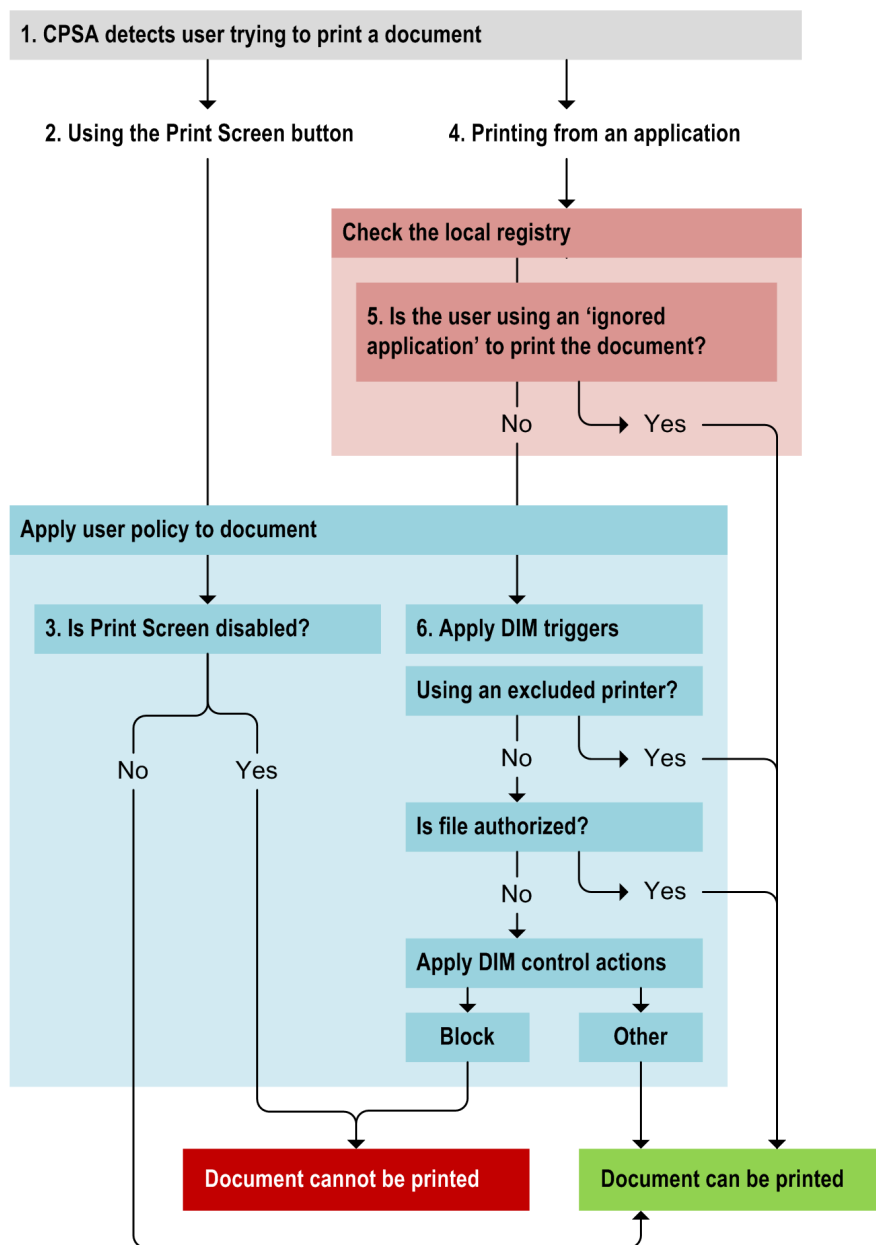 1. CPSA detects user trying to print a document
2. Using the Print Screen button
4. Printing from an application
Check the local registry
5. Is the user using an ‘ignored
application’ to print the document?
No
Yes
Apply user policy to document
3. Is Print Screen disabled?
6. Apply DIM triggers
Using an excluded printer?
No
Yes
No
Yes
Is file authorized?
No
Yes
Apply DIM control actions
Block
Other
Document cannot be printed
Document can be printed